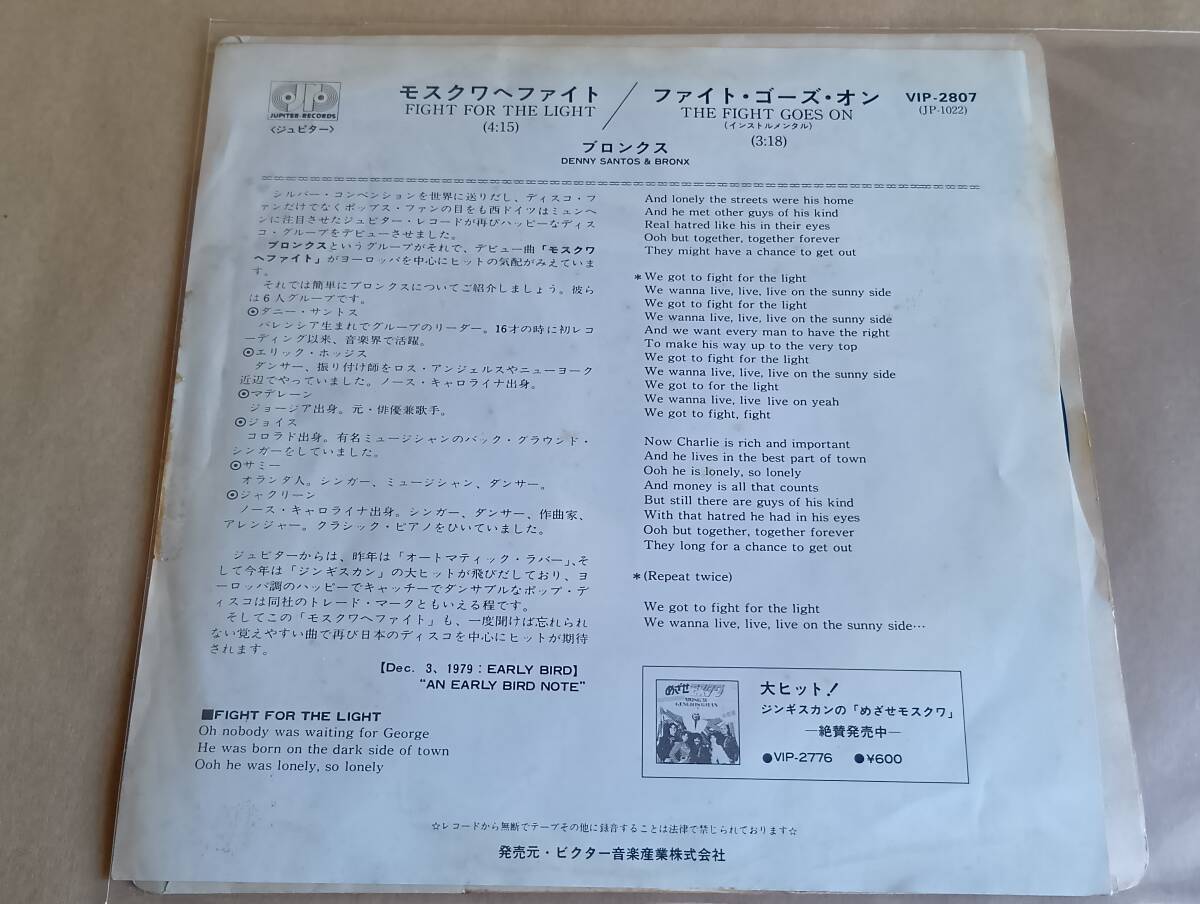 JUPITER-RECORDS
〈ジュピター〉
モスクワへファイト
FIGHT FOR THE LIGHT
(4:15)
ファイト・ゴーズ・オン
THE FIGHT GOES ON
(インストルメンタル)
(3:18)
VIP-2807
(JP-1022)
ブロンクス
DENNY SANTOS & BRONX
シルバー・コンベンションを世界に送りだし、ディスコ・フ
ァンだけでなくポップス・ファンの目をも西ドイツはミュンヘ
ンに注目させたジュピター・レコードが再びハッピーなディス
コ・グループをデビューさせました。
ブロンクスというグループがそれで、デビュー曲「モスクワ
へファイト」がヨーロッパを中心にヒットの気配がみえていま
す。
それでは簡単にブロンクスについてご紹介しましょう。彼ら
は6人グループです。
⦿ダニー・サントス
バレンシア生まれでグループのリーダー。16才の時に初レコ
ーディング以来、音楽界で活躍。
⦿エリック・ホッジス
ダンサー、振り付け師をロス・アンジェルスやニューヨーク
近辺でやっていました。ノース・キャロライナ出身。
⦿マデレーン
ジョージア出身。元・俳優兼歌手。
⦿ジョイス
コロラド出身。有名ミュージシャンのバック・グラウンド・
シンガーをしていました。
⦿サミー
オランダ人。シンガー、ミュージシャン、ダンサー。
⦿ジャクリーン
ノース・キャロライナ出身。シンガー、ダンサー、作曲家、
アレンジャー。クラシック・ピアノをひいていました。
ジュピターからは、昨年は「オートマティック・ラバー」、そ
して今年は「ジンギスカン」の大ヒットが飛びだしており、ヨ
ーロッパ調のハッピーでキャッチーでダンサブルなポップ・デ
ィスコは同社のトレード・マークともいえる程です。
そしてこの「モスクワへファイト」も、一度聞けば忘れられ
ない覚えやすい曲で再び日本のディスコを中心にヒットが期待
されます。
【Dec. 3、1979：EARLY BIRD】
"AN EARLY BIRD NOTE"
■FIGHT FOR THE LIGHT
Oh nobody was waiting for George
He was born on the dark side of town
Ooh he was lonely, so lonely
And lonely the streets were his home
And he met other guys of his kind
Real hatred like his in their eyes
Ooh but together, together forever
They might have a chance to get out
＊We got to fight for the light
We wanna live, live, live on the sunny side
We got to fight for the light
We wanna live, live, live on the sunny side
And we want every man to have the right
To make his way up to the very top
We got to fight for the light
We wanna live, live, live on the sunny side
We got to for the light
We wanna live, live live on yeah
We got to fight, fight
Now Charlie is rich and important
And he lives in the best part of town
Ooh he is lonely, so lonely
And money is all that counts
But still there are guys of his kind
With that hatred he had in his eyes
Ooh but together, together forever
They long for a chance to get out
＊(Repeat twice)
We got to fight for the light
We wanna live, live, live on the sunny side…
めざせモスクワ
MOSKAU
GENGHIS KHAN
大ヒット！
ジンギスカンの「めざせモスクワ」
―絶賛発売中―
●VIP-2776 ●¥600
☆レコードから無断でテープその他に録音することは法律で禁じられております☆
発売元・ビクター音楽産業株式会社